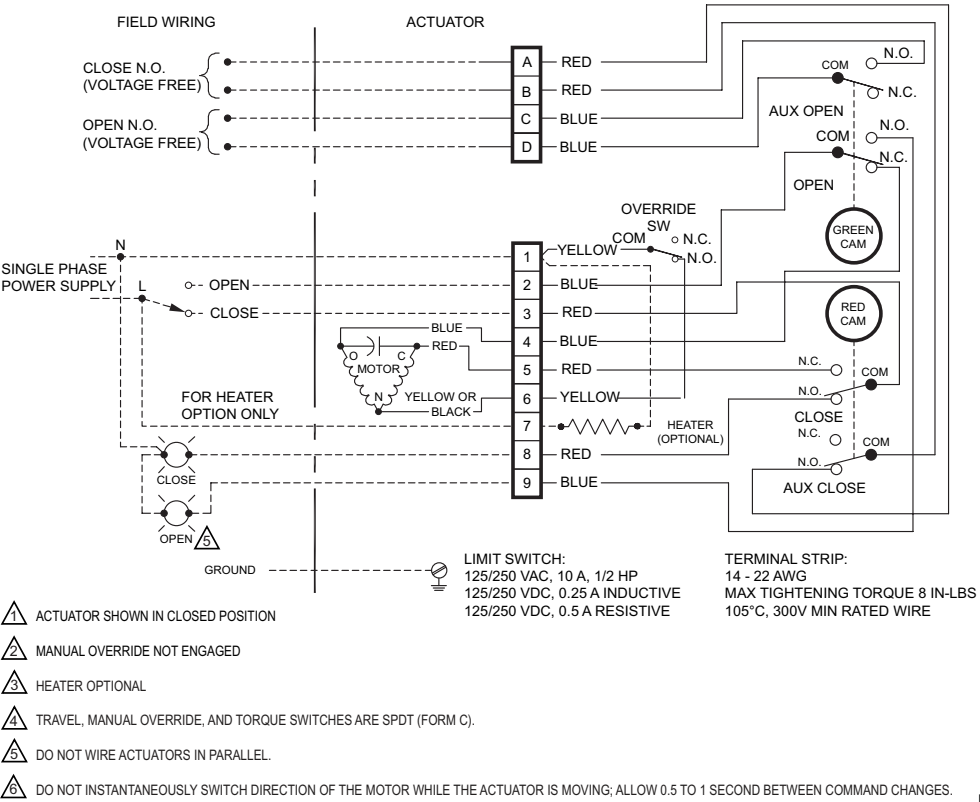 FIELD WIRING
ACTUATOR
CLOSE N.O.
(VOLTAGE FREE)
OPEN N.O.
(VOLTAGE FREE)
A RED
B RED
C BLUE
D BLUE
COM
N.O.
N.C.
AUX OPEN
COM
N.O.
N.C.
OPEN
GREEN
CAM
OVERRIDE
SW
COM
N.C.
N.O.
N
SINGLE PHASE
POWER SUPPLY
L
OPEN
CLOSE
1 YELLOW
2 BLUE
3 RED
4 BLUE
5 RED
6 YELLOW
7
8 RED
9 BLUE
BLUE
RED
O C
MOTOR
N
YELLOW OR
BLACK
FOR HEATER
OPTION ONLY
HEATER
(OPTIONAL)
RED
CAM
N.C.
COM
N.O.
CLOSE
N.C.
COM
N.O.
AUX CLOSE
CLOSE
OPEN
5
GROUND
LIMIT SWITCH:
125/250 VAC, 10 A, 1/2 HP
125/250 VDC, 0.25 A INDUCTIVE
125/250 VDC, 0.5 A RESISTIVE
TERMINAL STRIP:
14 - 22 AWG
MAX TIGHTENING TORQUE 8 IN-LBS
105°C, 300V MIN RATED WIRE
1 ACTUATOR SHOWN IN CLOSED POSITION
2 MANUAL OVERRIDE NOT ENGAGED
3 HEATER OPTIONAL
4 TRAVEL, MANUAL OVERRIDE, AND TORQUE SWITCHES ARE SPDT (FORM C).
5 DO NOT WIRE ACTUATORS IN PARALLEL.
6 DO NOT INSTANTANEOUSLY SWITCH DIRECTION OF THE MOTOR WHILE THE ACTUATOR IS MOVING; ALLOW 0.5 TO 1 SECOND BETWEEN COMMAND CHANGES.